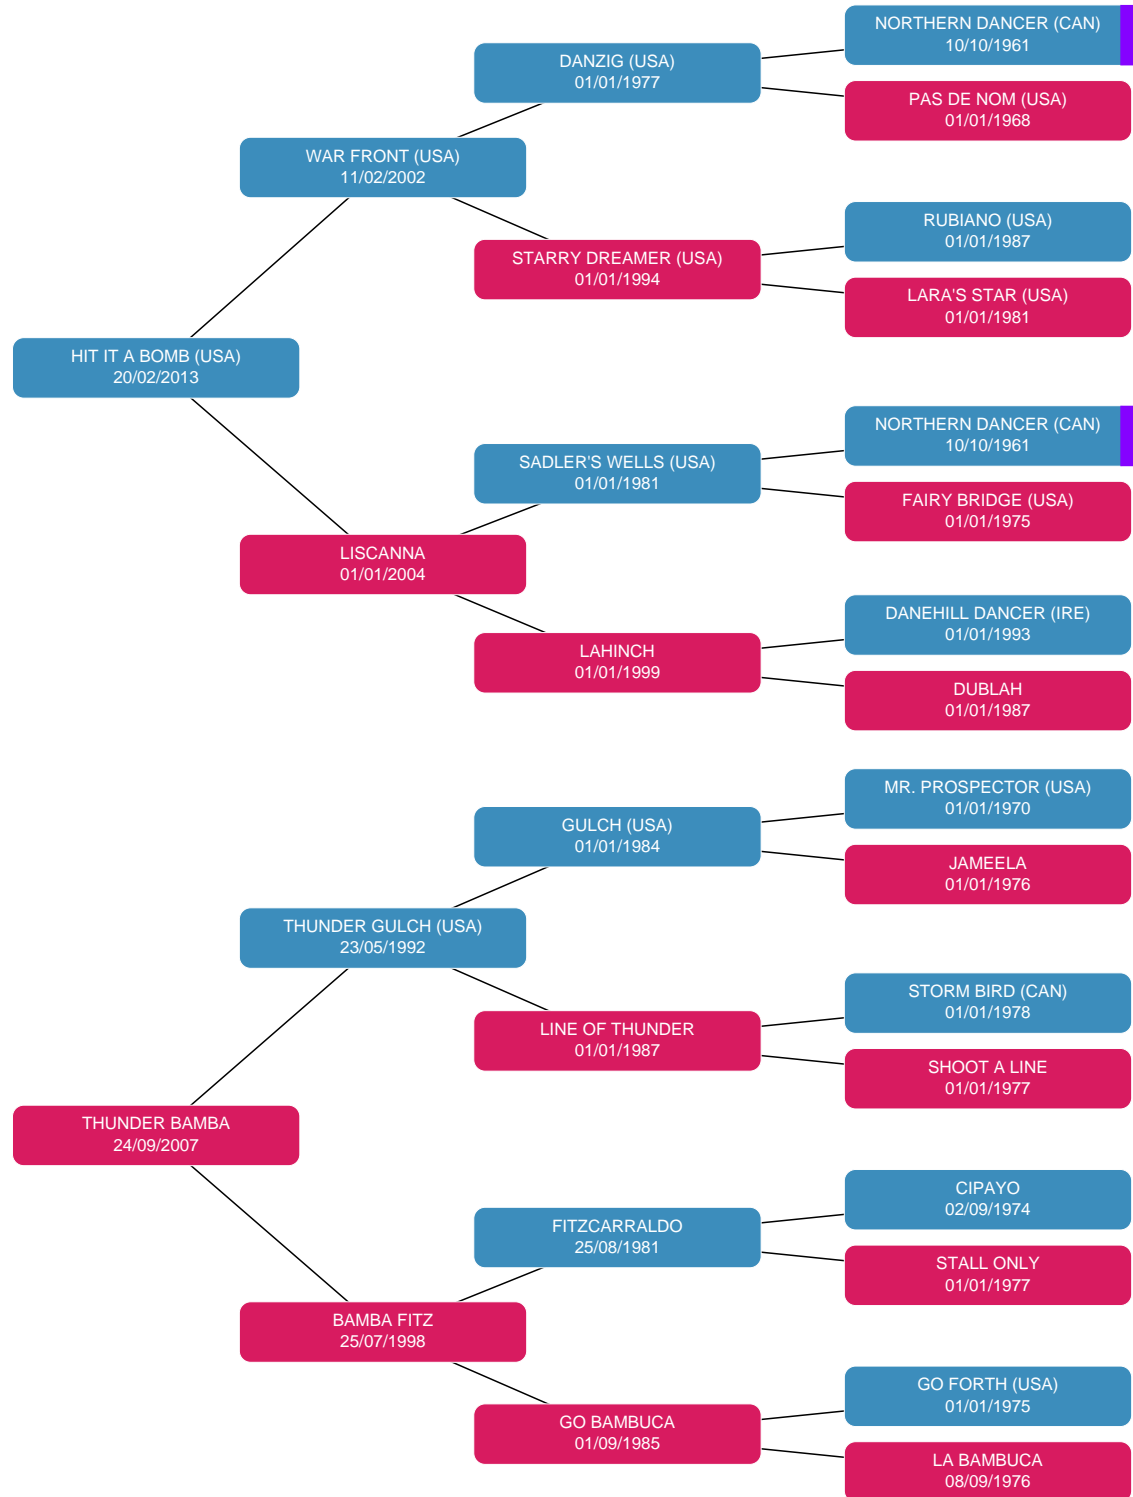 NORTHERN DANCER (CAN)
10/10/1961
DANZIG (USA)
01/01/1977
PAS DE NOM (USA)
01/01/1968
WAR FRONT (USA)
11/02/2002
RUBIANO (USA)
01/01/1987
STARRY DREAMER (USA)
01/01/1994
LARA'S STAR (USA)
01/01/1981
HIT IT A BOMB (USA)
20/02/2013
NORTHERN DANCER (CAN)
10/10/1961
SADLER'S WELLS (USA)
01/01/1981
FAIRY BRIDGE (USA)
01/01/1975
LISCANNA
01/01/2004
DANEHILL DANCER (IRE)
01/01/1993
LAHINCH
01/01/1999
DUBLAH
01/01/1987
MR. PROSPECTOR (USA)
01/01/1970
GULCH (USA)
01/01/1984
JAMEELA
01/01/1976
THUNDER GULCH (USA)
23/05/1992
STORM BIRD (CAN)
01/01/1978
LINE OF THUNDER
01/01/1987
SHOOT A LINE
01/01/1977
THUNDER BAMBA
24/09/2007
CIPAYO
02/09/1974
FITZCARRALDO
25/08/1981
STALL ONLY
01/01/1977
BAMBA FITZ
25/07/1998
GO FORTH (USA)
01/01/1975
GO BAMBUCA
01/09/1985
LA BAMBUCA
08/09/1976